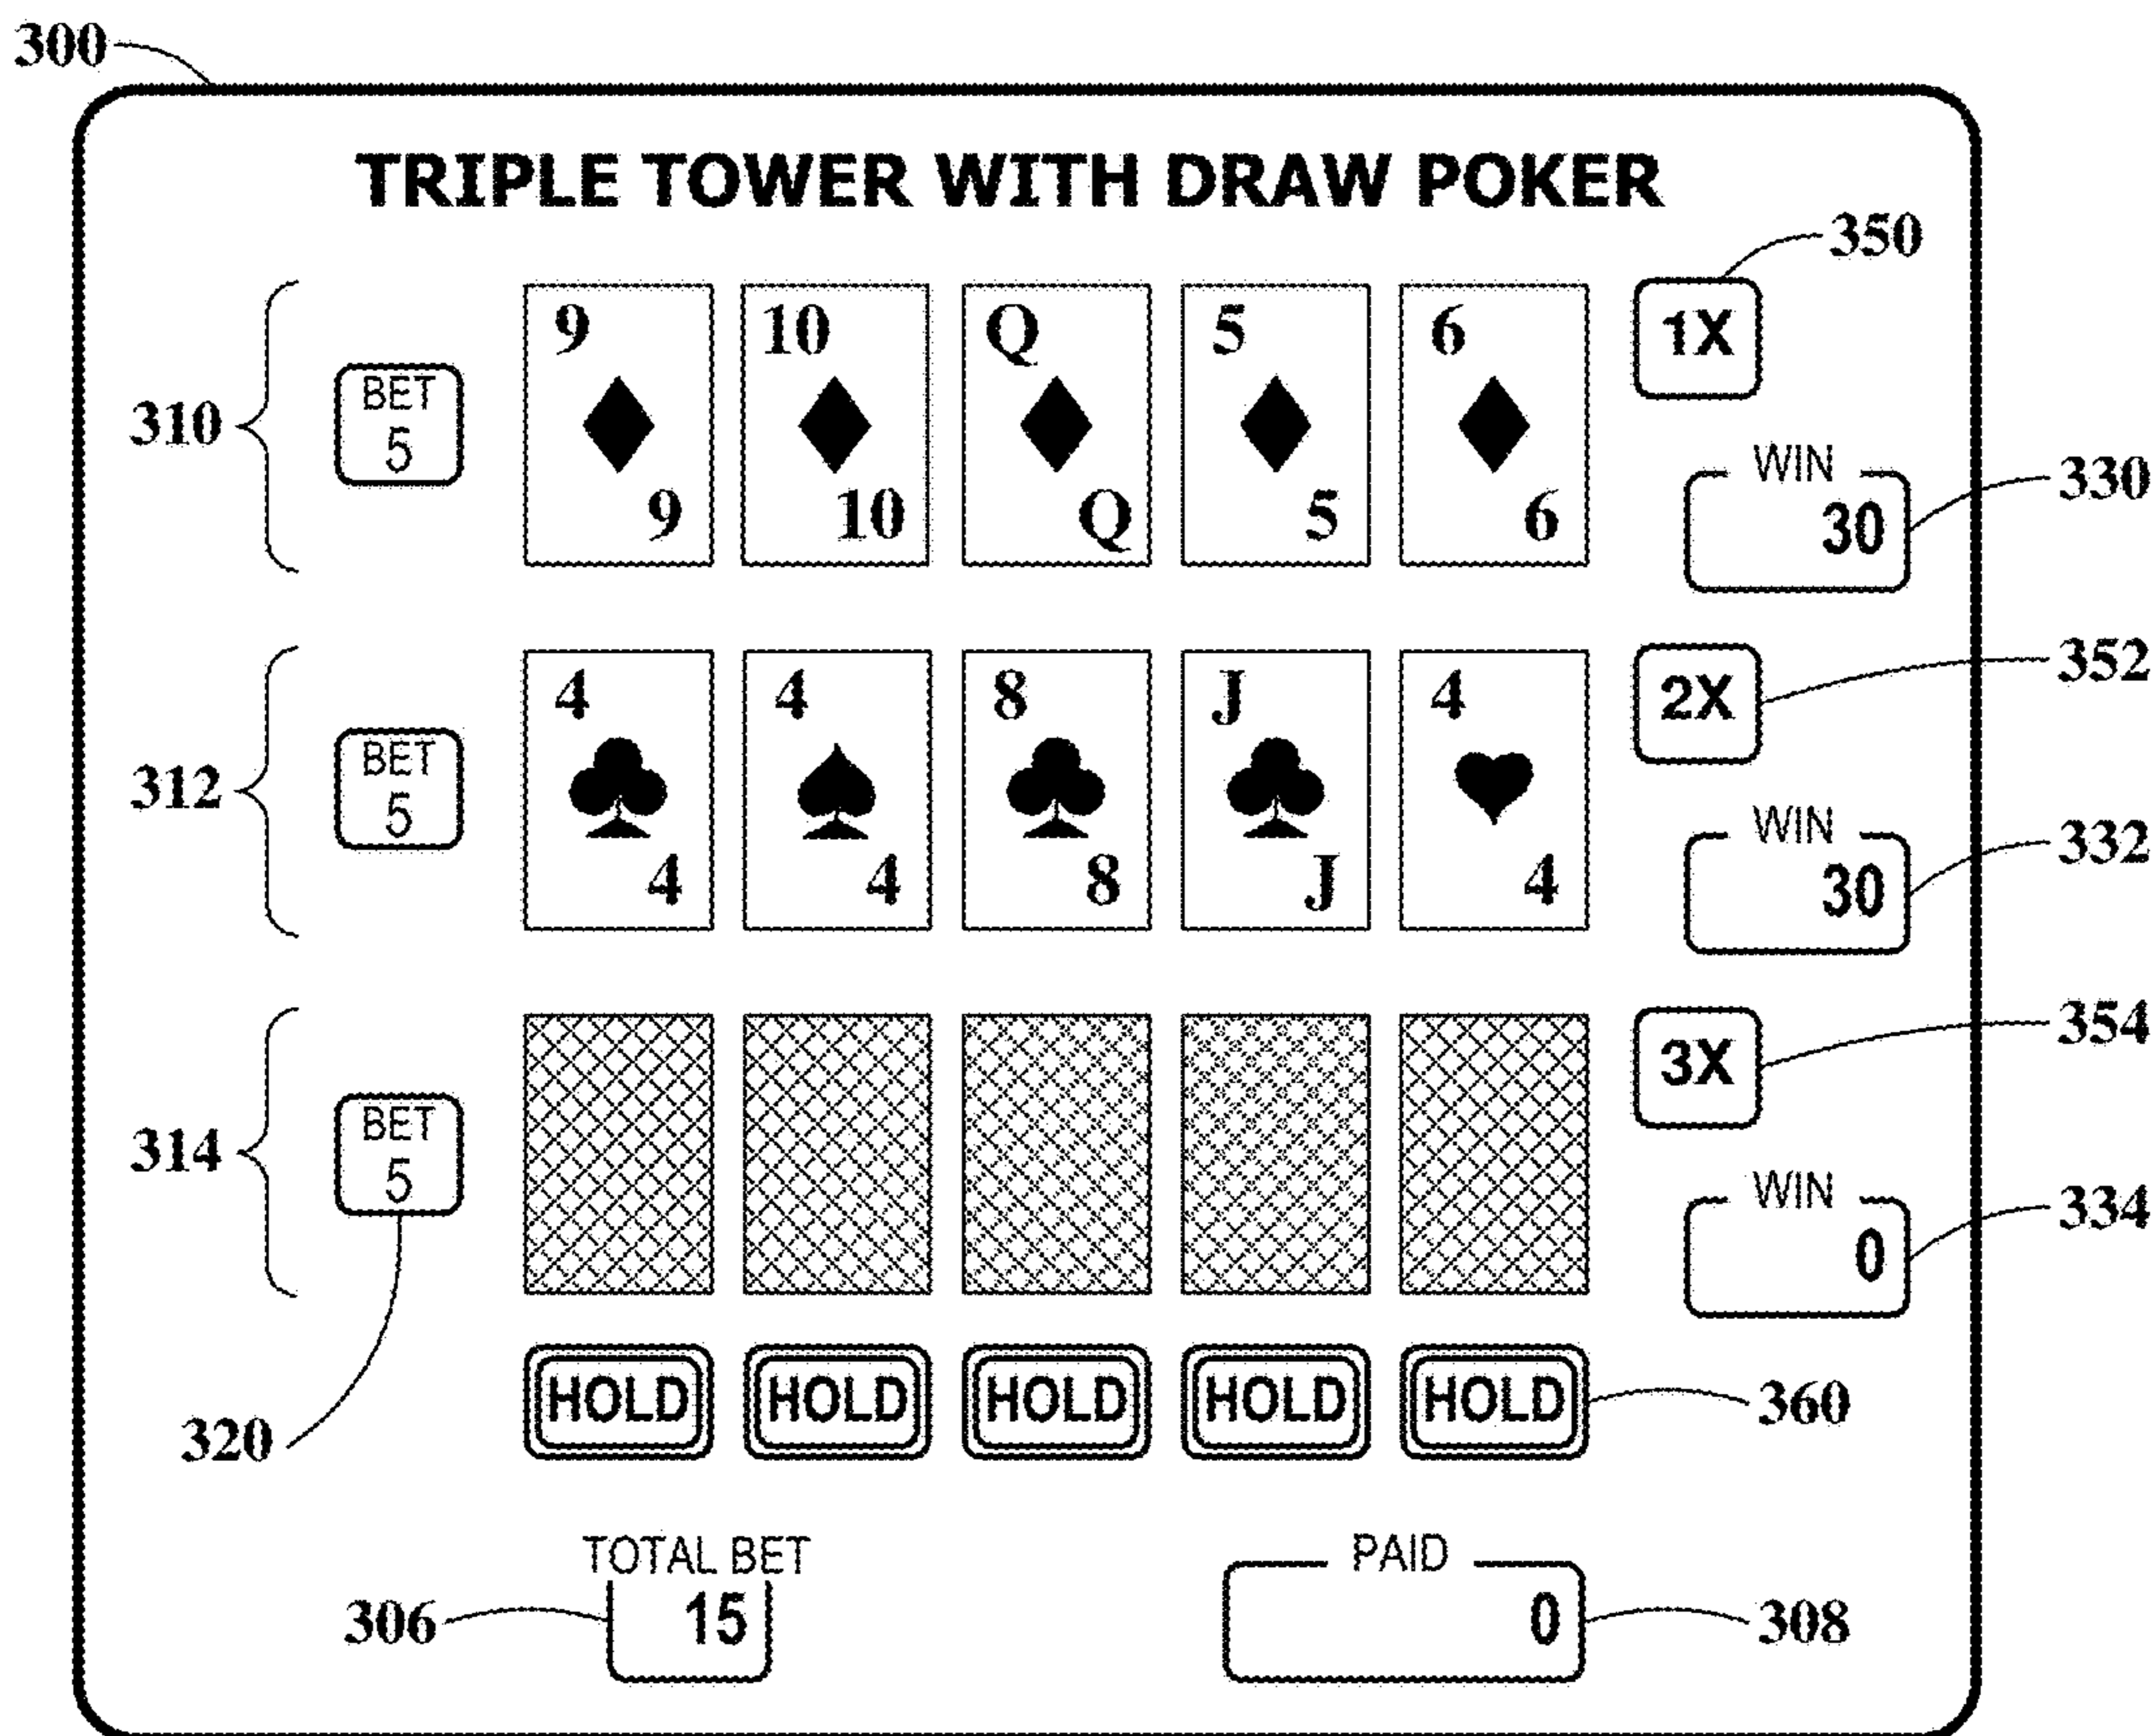 300
TRIPLE TOWER WITH DRAW POKER
350
9 10 Q 5 6 1X
310 BET 5
WIN
30 330
9 10 Q 5 6
4 4 8 J 4 2X 352
312 BET 5
WIN
30 332
4 4 8 J 4
3X 354
314 BET 5
WIN
0 334
HOLD HOLD HOLD HOLD HOLD 360
320
TOTAL BET PAID
306 15 0 308